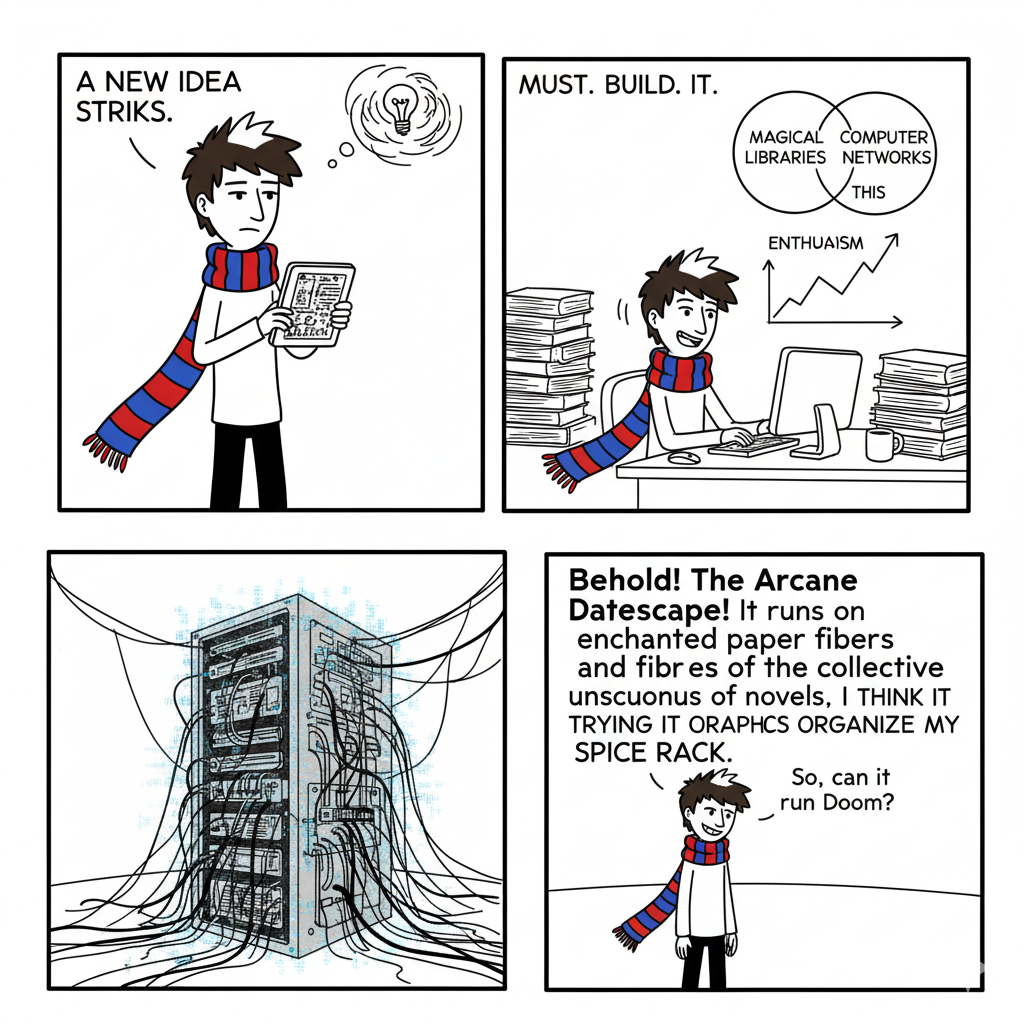 A NEW IDEA
STRIKS.
MUST. BUILD. IT.
MAGICAL
LIBRARIES
COMPUTER
NETWORKS
THIS
ENTHUAISM
Behold! The Arcane
Datescape! It runs on
enchanted paper fibers
and fibr es of the collective
unscuonus of novels, I THINK IT
TRYING IT ORAPHCS ORGANIZE MY
SPICE RACK.
So, can it
run Doom?